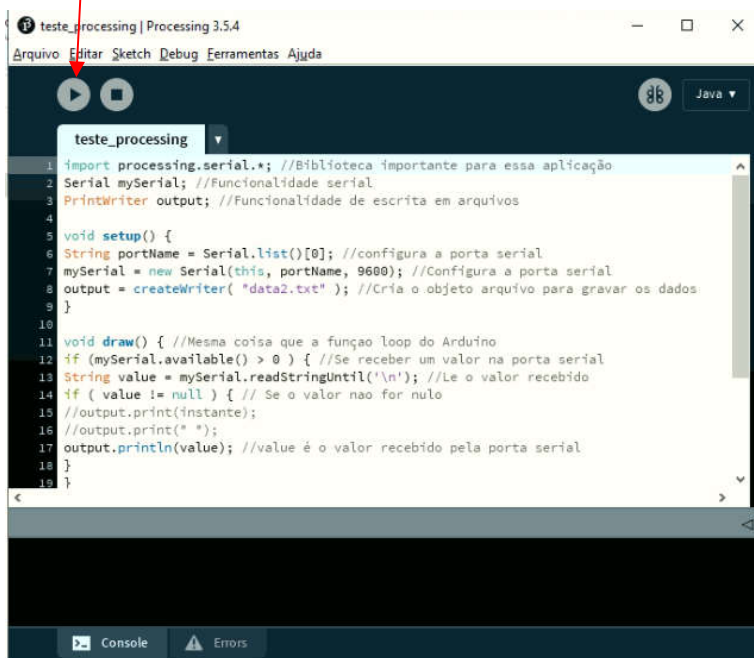 teste_processing | Processing 3.5.4
Arquivo Editar Sketch Debug Ferramentas Ajuda
Java
teste_processing
1 import processing.serial.*; //Biblioteca importante para essa aplicação
2 Serial mySerial; //Funcionalidade serial
3 PrintWriter output; //Funcionalidade de escrita em arquivos
4
5 void setup() {
6 String portName = Serial.list()[0]; //configura a porta serial
7 mySerial = new Serial(this, portName, 9600); //Configura a porta serial
8 output = createWriter( "data2.txt" ); //Cria o objeto arquivo para gravar os dados
9 }
10
11 void draw() { //Mesma coisa que a funçao loop do Arduino
12 if (mySerial.available() > 0 ) { //Se receber um valor na porta serial
13 String value = mySerial.readStringUntil('\n'); //Le o valor recebido
14 if ( value != null ) { // Se o valor nao for nulo
15 //output.print(instante);
16 //output.print(" ");
17 output.println(value); //value é o valor recebido pela porta serial
18 }
19 }
Console Errors